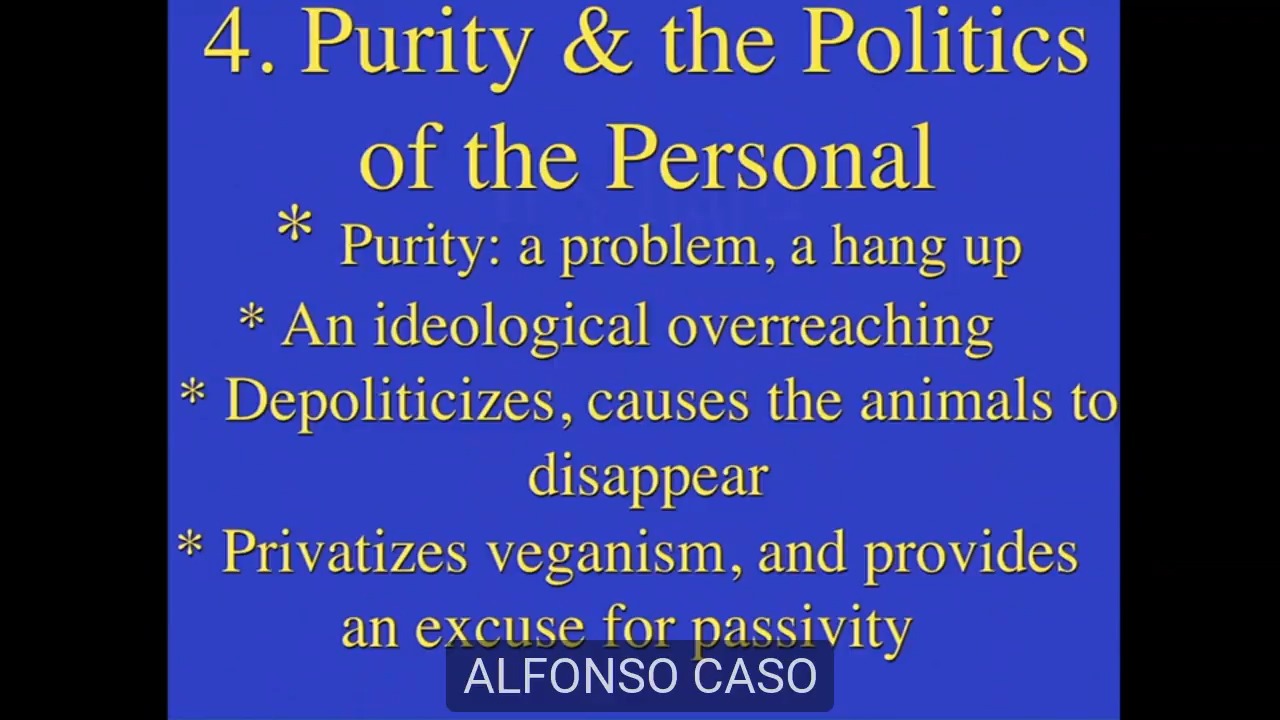 4. Purity & the Politics
of the Personal
* Purity: a problem, a hang up
* An ideological overreaching
* Depoliticizes, causes the animals to
disappear
* Privatizes veganism, and provides
an excuse for passivity
ALFONSO CASO